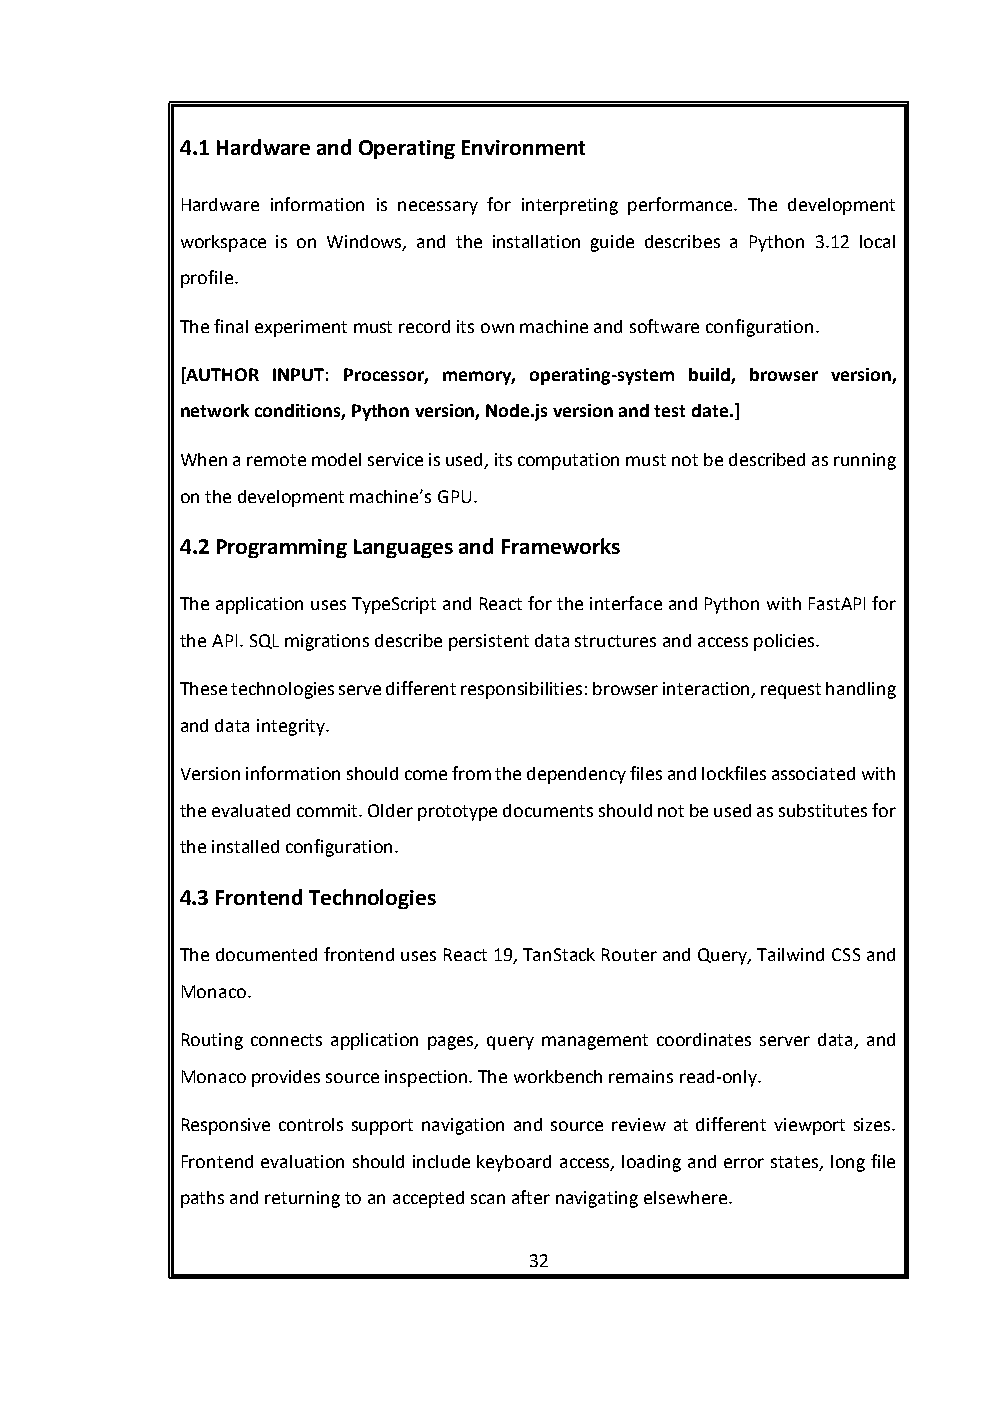 4.1 Hardware and Operating Environment
Hardware information is necessary for interpreting performance. The development
workspace is on Windows, and the installation guide describes a Python 3.12 local
profile.
The final experiment must record its own machine and software configuration.
[AUTHOR INPUT: Processor, memory, operating-system build, browser version,
network conditions, Python version, Node.js version and test date.]
When a remote model service is used, its computation must not be described as running
on the development machine’s GPU.
4.2 Programming Languages and Frameworks
The application uses TypeScript and React for the interface and Python with FastAPI for
the API. SQL migrations describe persistent data structures and access policies.
These technologies serve different responsibilities: browser interaction, request handling
and data integrity.
Version information should come from the dependency files and lockfiles associated with
the evaluated commit. Older prototype documents should not be used as substitutes for
the installed configuration.
4.3 Frontend Technologies
The documented frontend uses React 19, TanStack Router and Query, Tailwind CSS and
Monaco.
Routing connects application pages, query management coordinates server data, and
Monaco provides source inspection. The workbench remains read-only.
Responsive controls support navigation and source review at different viewport sizes.
Frontend evaluation should include keyboard access, loading and error states, long file
paths and returning to an accepted scan after navigating elsewhere.
32